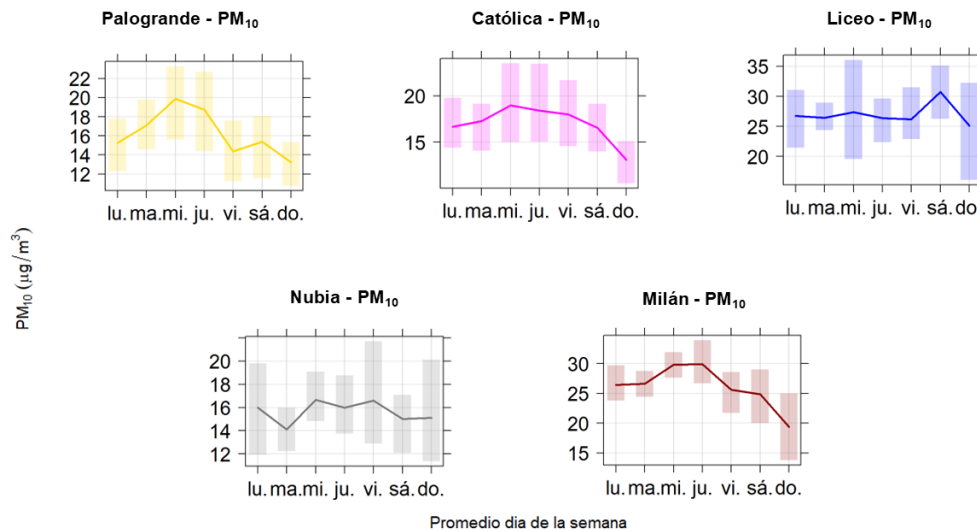 Palogrande - PM₁₀
22
20
18
16
14
12
lu. ma. mi. ju. vi. sá. do.
Católica - PM₁₀
20
15
lu. ma. mi. ju. vi. sá. do.
Liceo - PM₁₀
35
30
25
20
lu. ma. mi. ju. vi. sá. do.
PM₁₀ (μg/m³)
Nubia - PM₁₀
20
18
16
14
12
lu. ma. mi. ju. vi. sá. do.
Milán - PM₁₀
30
25
20
15
lu. ma. mi. ju. vi. sá. do.
Promedio dia de la semana